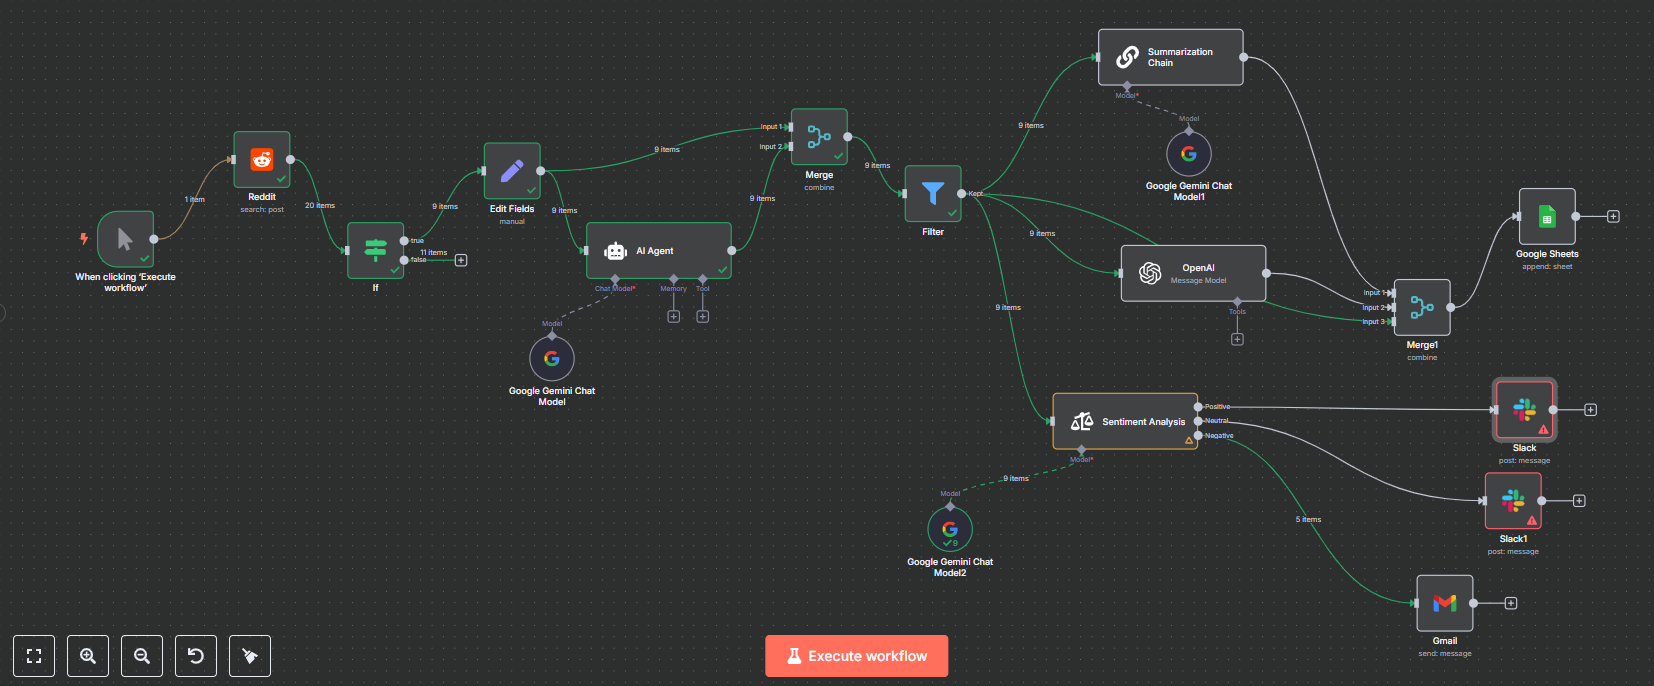 When clicking ‘Execute
workflow’
1 item
Reddit
search: post
20 items
If
true
false
9 items
11 items
Edit Fields
manual
9 items
9 items
AI Agent
Chat Model*
Memory
Tool
Model
Google Gemini Chat
Model
9 items
Input 1
Input 2
Merge
combine
9 items
Filter
Kept
9 items
9 items
9 items
Summarization
Chain
Model*
Model
Google Gemini Chat
Model1
OpenAI
Message Model
Tools
Input 1
Input 2
Input 3
Merge1
combine
Google Sheets
append: sheet
Sentiment Analysis
Positive
Neutral
Negative
Model*
9 items
Model
9
Google Gemini Chat
Model2
Slack
post: message
Slack1
post: message
5 items
Gmail
send: message
Execute workflow